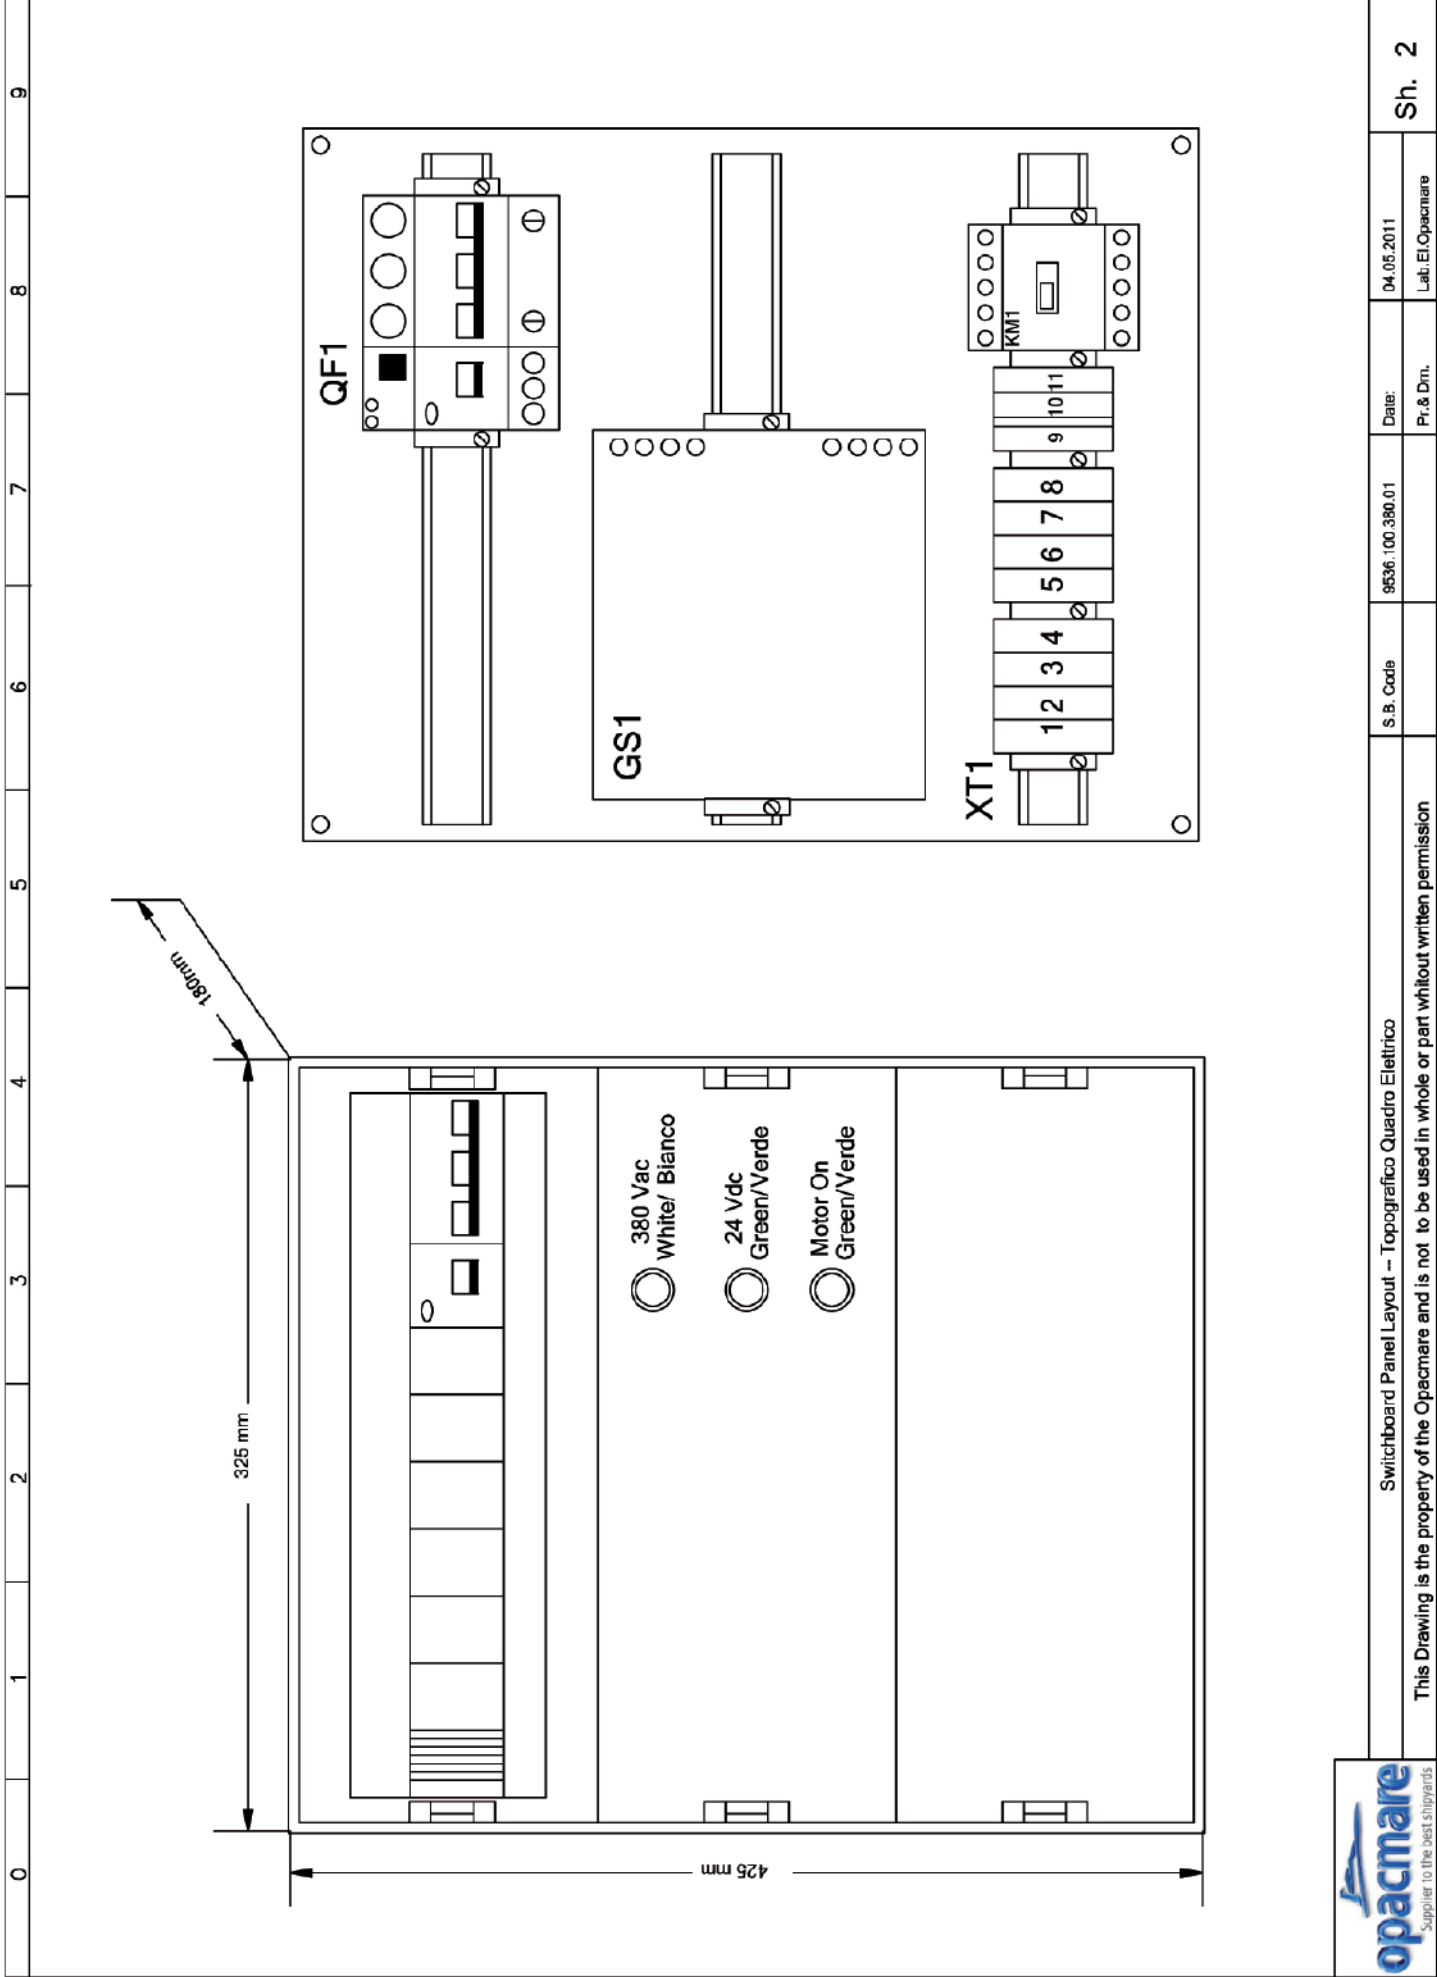 0 1 2 3 4 5 6 7 8 9
180mm
325 mm
425 mm
380 Vac
White/ Bianco
24 Vdc
Green/Verde
Motor On
Green/Verde
QF1
GS1
XT1
1 2 3 4 5 6 7 8 9 10 11
KM1
opacmare
Supplier to the best shipyards
Switchboard Panel Layout -- Topografico Quadro Elettrico
S.B. Code
9536.100.380.01
Date:
04.05.2011
Sh. 2
This Drawing is the property of the Opacmare and is not to be used in whole or part whitout written permission
Pr.& Drn.
Lab.El.Opacmare